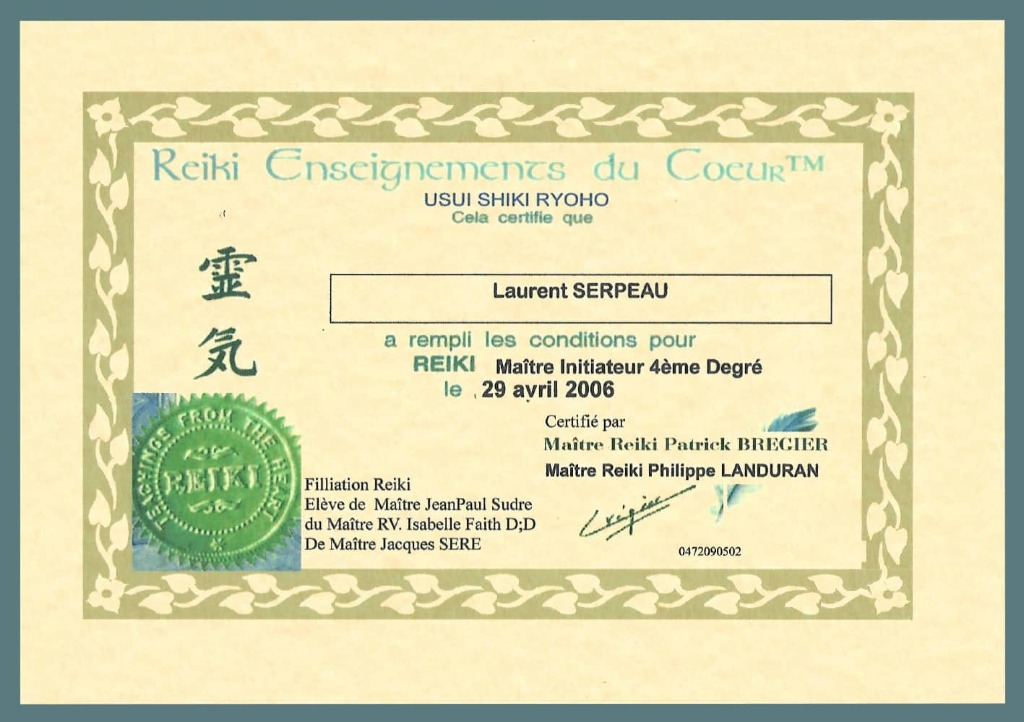 Reiki Enseignements du Coeur™
USUI SHIKI RYOHO
Cela certifie que
靈
気
Laurent SERPEAU
a rempli les conditions pour
REIKI Maître Initiateur 4ème Degré
le 29 avril 2006
Certifié par
Maître Reiki Patrick BREGIER
Maître Reiki Philippe LANDURAN
TEACHINGS FROM THE HEART
REIKI
Filliation Reiki
Elève de Maître JeanPaul Sudre
du Maître RV. Isabelle Faith D;D
De Maître Jacques SERE
0472090502